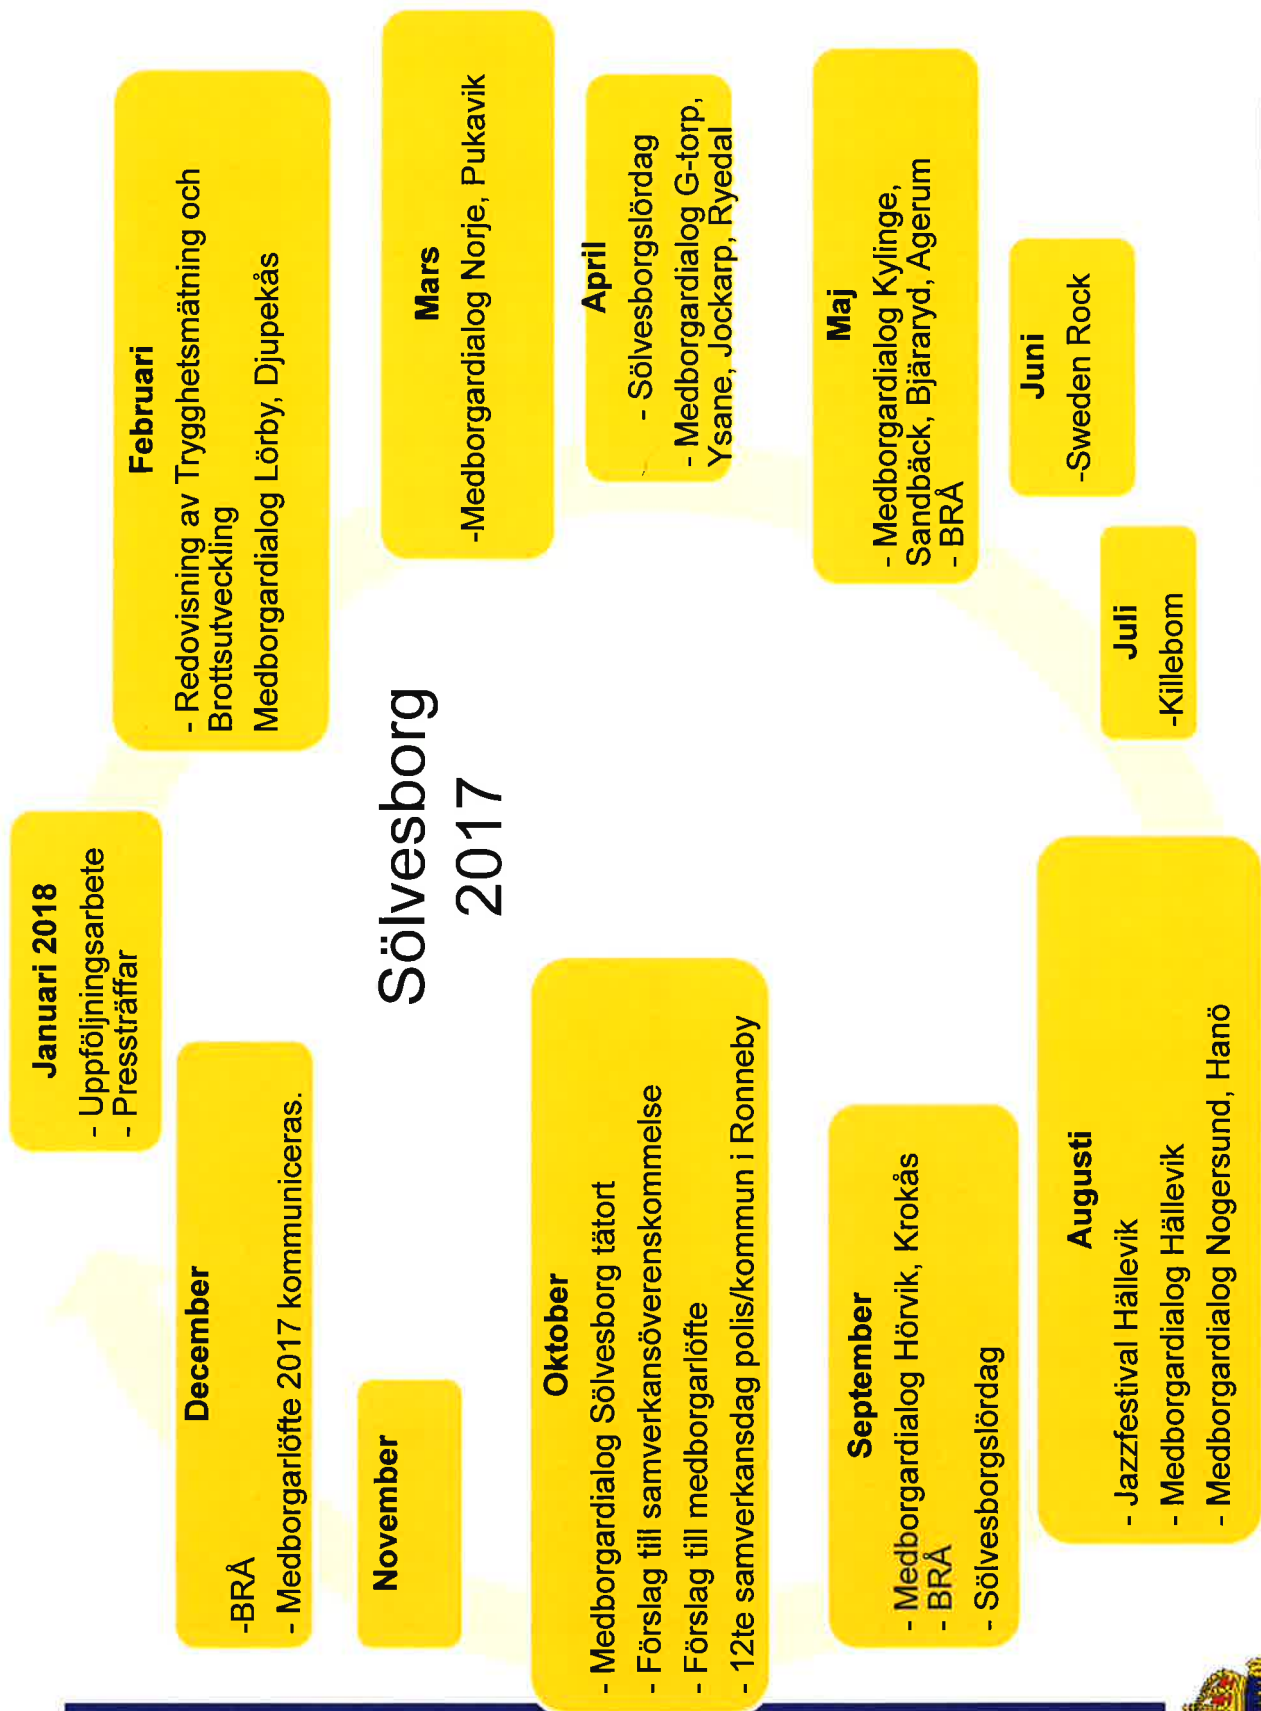 Januari 2018
- Uppföljningsarbete
- Pressträffar
Februari
- Redovisning av Trygghetsmätning och
Brottsutveckling
Medborgardialog Lörby, Djupekås
Mars
-Medborgardialog Norje, Pukavik
April
- Sölvesborgslördag
- Medborgardialog G-torp,
Ysane, Jockarp, Ryedal
Maj
- Medborgardialog Kylinge,
Sandbäck, Bjäraryd, Agerum
- BRÅ
Juni
-Sweden Rock
Juli
-Killebom
Augusti
- Jazzfestival Hällevik
- Medborgardialog Hällevik
- Medborgardialog Nogersund, Hanö
September
- Medborgardialog Hörvik, Krokås
- BRÅ
- Sölvesborgslördag
Oktober
- Medborgardialog Sölvesborg tätort
- Förslag till samverkansöverenskommelse
- Förslag till medborgarlöfte
- 12te samverkansdag polis/kommun i Ronneby
November
December
-BRÅ
- Medborgarlöfte 2017 kommuniceras.
Sölvesborg
2017